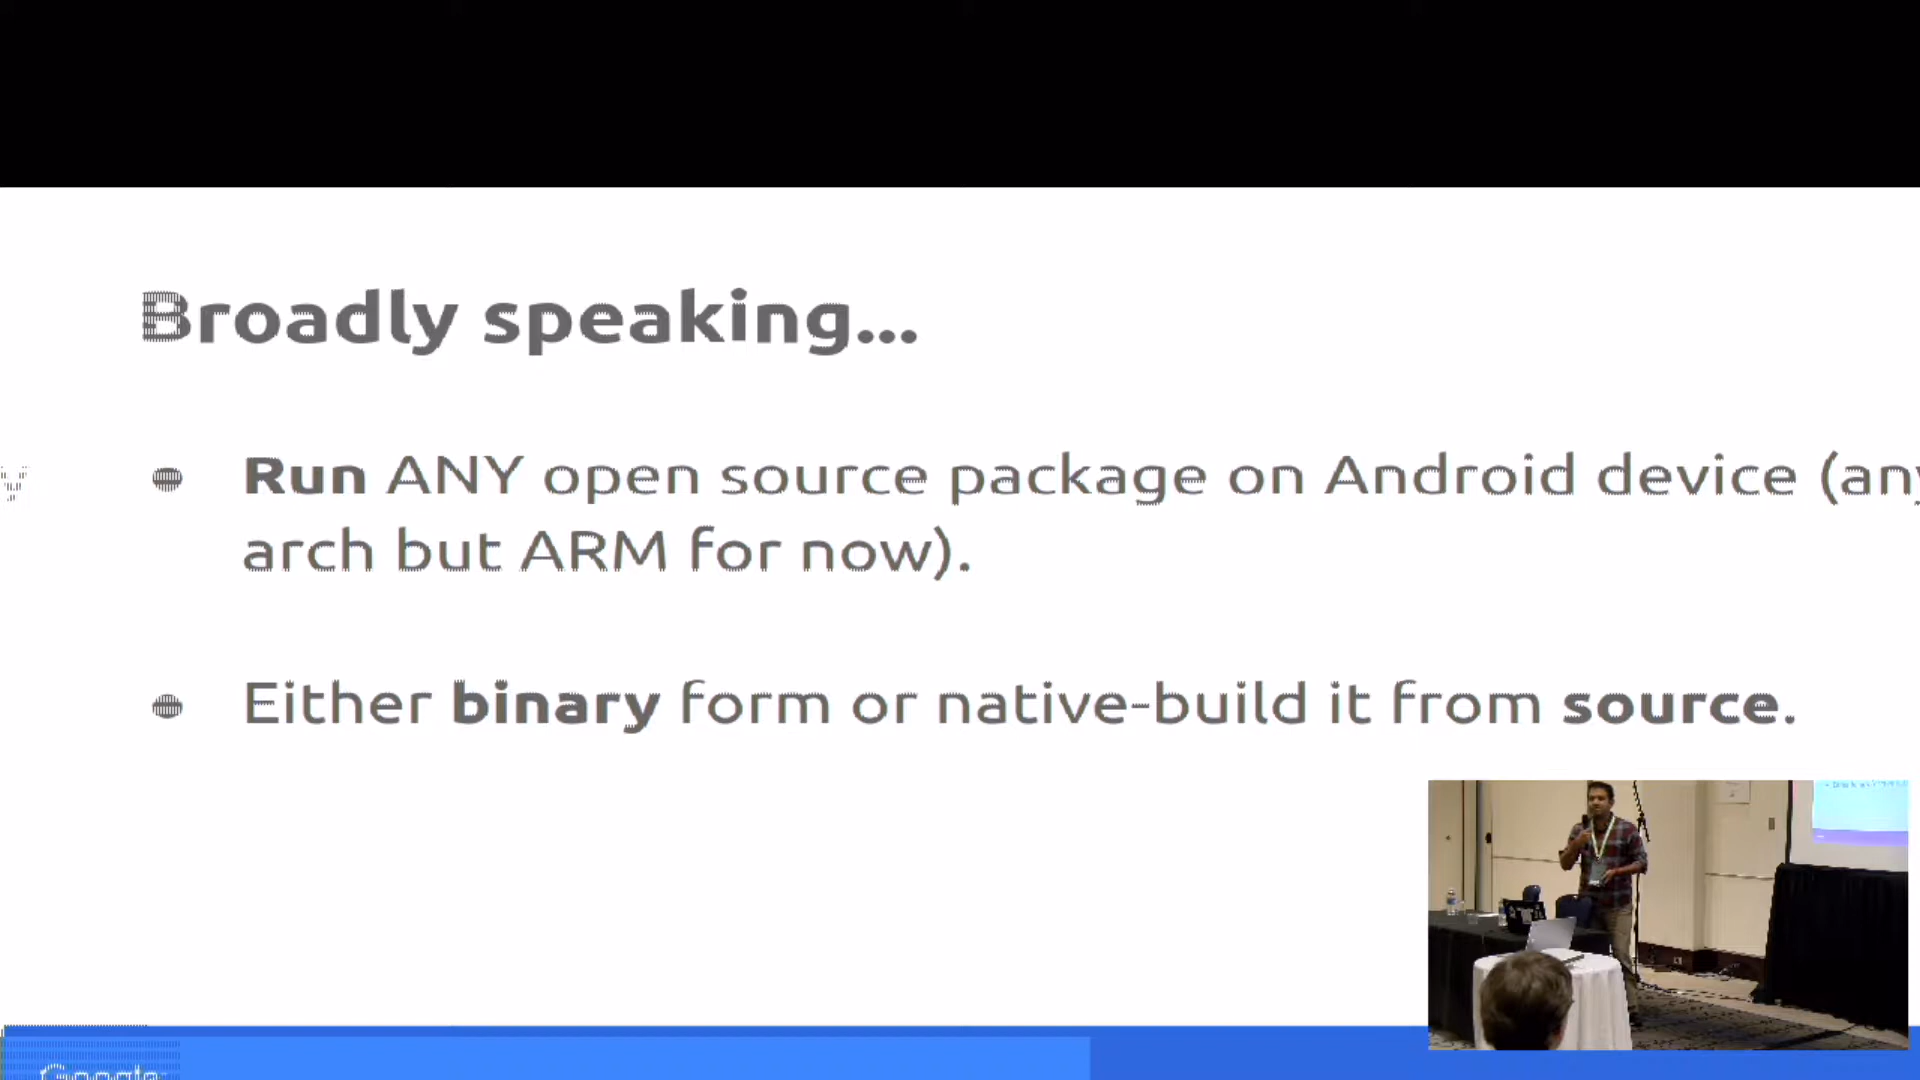 Broadly speaking...
Run ANY open source package on Android device (any
arch but ARM for now).
Either binary form or native-build it from source.
Google